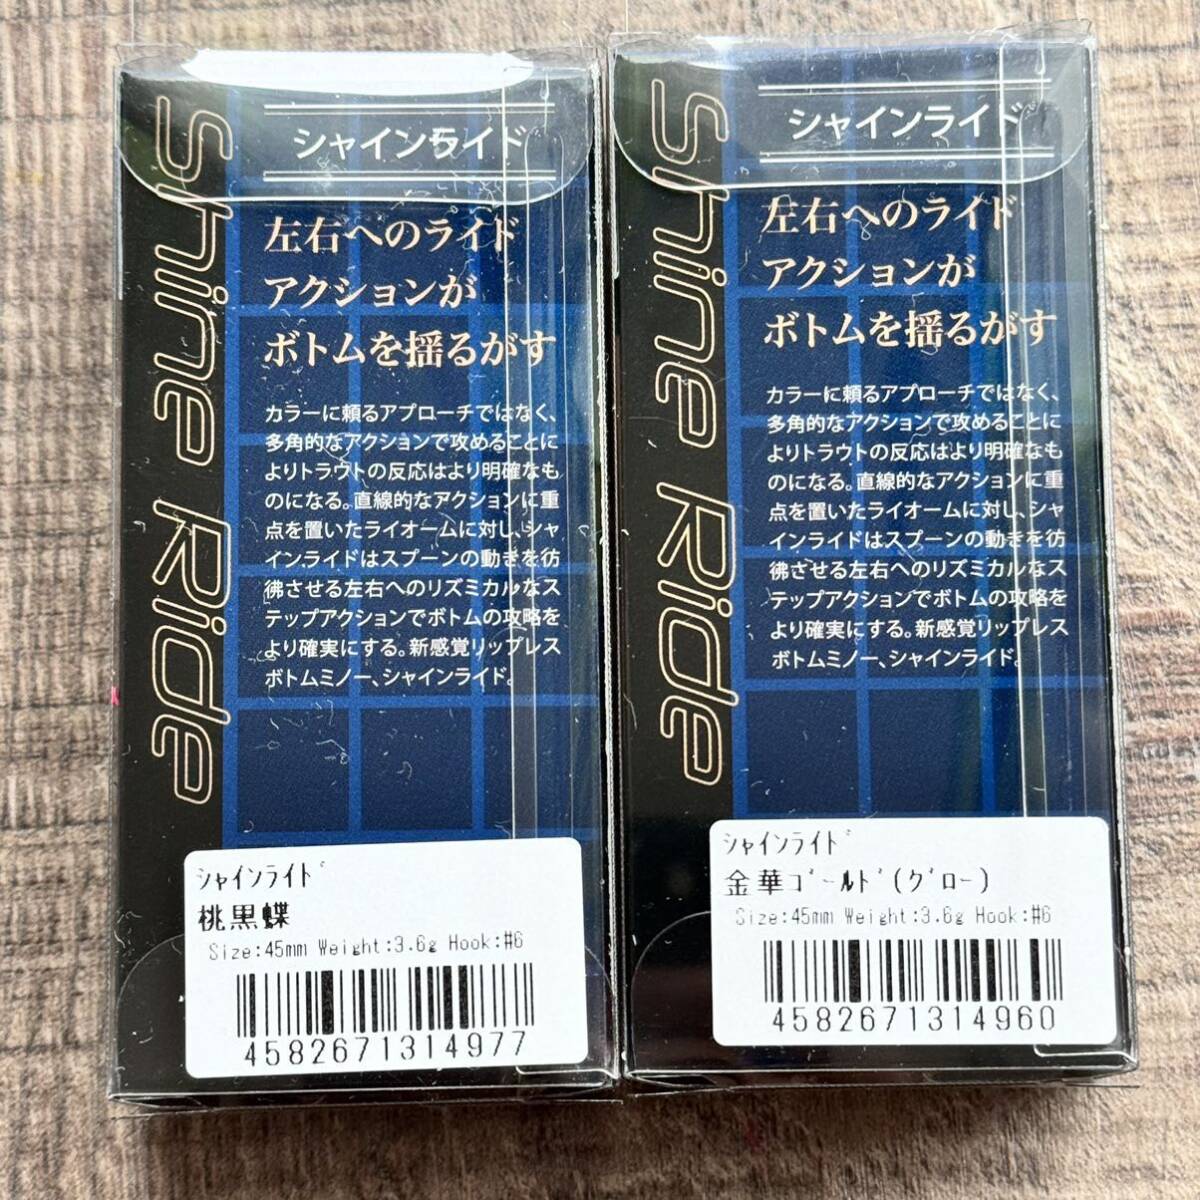 Shine Ride
シャインライド
左右へのライド
アクションが
ボトムを揺るがす
カラーに頼るアプローチではなく、
多角的なアクションで攻めることに
よりトラウトの反応はより明確なも
のになる。直線的なアクションに重
点を置いたライオームに対し、シャ
インライドはスプーンの動きを彷
彿させる左右へのリズミカルなス
テップアクションでボトムの攻略を
より確実にする。新感覚リップレス
ボトムミノー、シャインライド。
ｼｬｲﾝﾗｲﾄﾞ
桃黒蝶
Size:45mm Weight:3.6g Hook:#6
4582671314977
Shine Ride
シャインライド
左右へのライド
アクションが
ボトムを揺るがす
カラーに頼るアプローチではなく、
多角的なアクションで攻めることに
よりトラウトの反応はより明確なも
のになる。直線的なアクションに重
点を置いたライオームに対し、シャ
インライドはスプーンの動きを彷
彿させる左右へのリズミカルなス
テップアクションでボトムの攻略を
より確実にする。新感覚リップレス
ボトムミノー、シャインライド。
ｼｬｲﾝﾗｲﾄﾞ
金華ｺﾞｰﾙﾄﾞ(ｸﾞﾛｰ)
Size:45mm Weight:3.6g Hook:#6
4582671314960